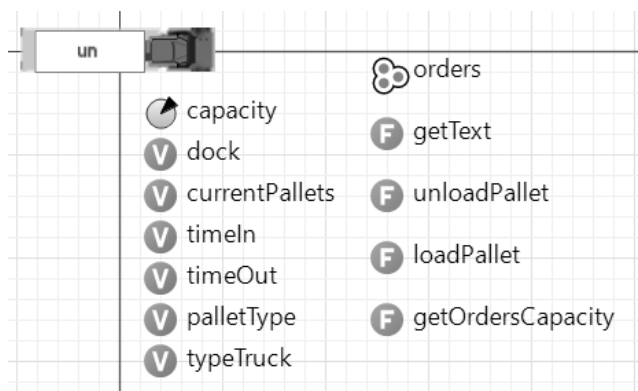 un
capacity
V dock
V currentPallets
V timeIn
V timeOut
V palletType
V typeTruck
orders
F getText
F unloadPallet
F loadPallet
F getOrdersCapacity